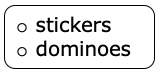 ○ stickers
○ dominoes